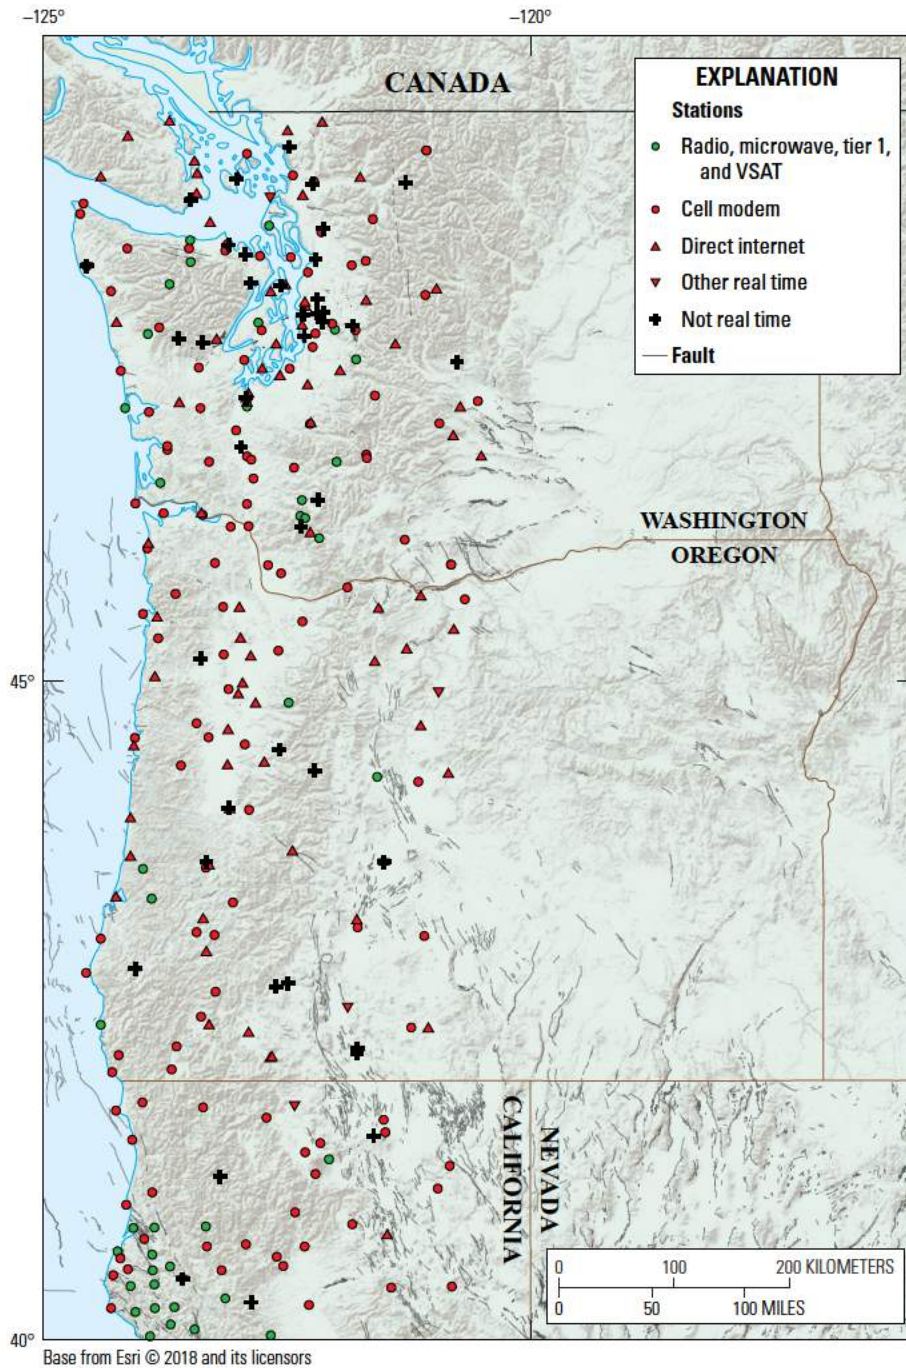 −125°
−120°
CANADA
EXPLANATION
Stations
Radio, microwave, tier 1,
and VSAT
Cell modem
Direct internet
Other real time
Not real time
Fault
WASHINGTON
OREGON
45°
CALIFORNIA
NEVADA
0 100 200 KILOMETERS
0 50 100 MILES
40°
Base from Esri © 2018 and its licensors